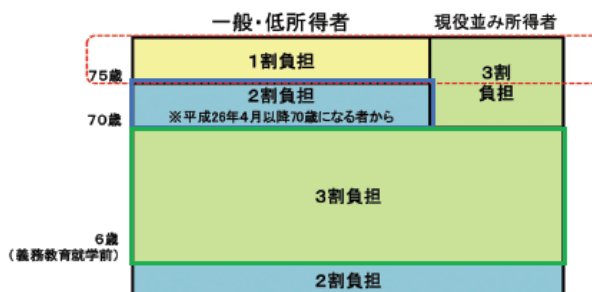 一般・低所得者
現役並み所得者
1割負担
3割
負担
75歳
2割負担
※平成26年4月以降70歳になる者から
70歳
3割負担
6歳
(義務教育就学前)
2割負担